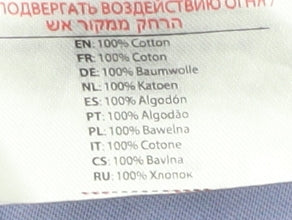 ПОДВЕРГАТЬ ВОЗДЕЙСТВИЮ ОГНЯ /
הרחק ממקור אש
EN: 100% Cotton
FR: 100% Coton
DE: 100% Baumwolle
NL: 100% Katoen
ES: 100% Algodón
PT: 100% Algodão
PL: 100% Bawelna
IT: 100% Cotone
CS: 100% Bavlna
RU: 100% Хлопок